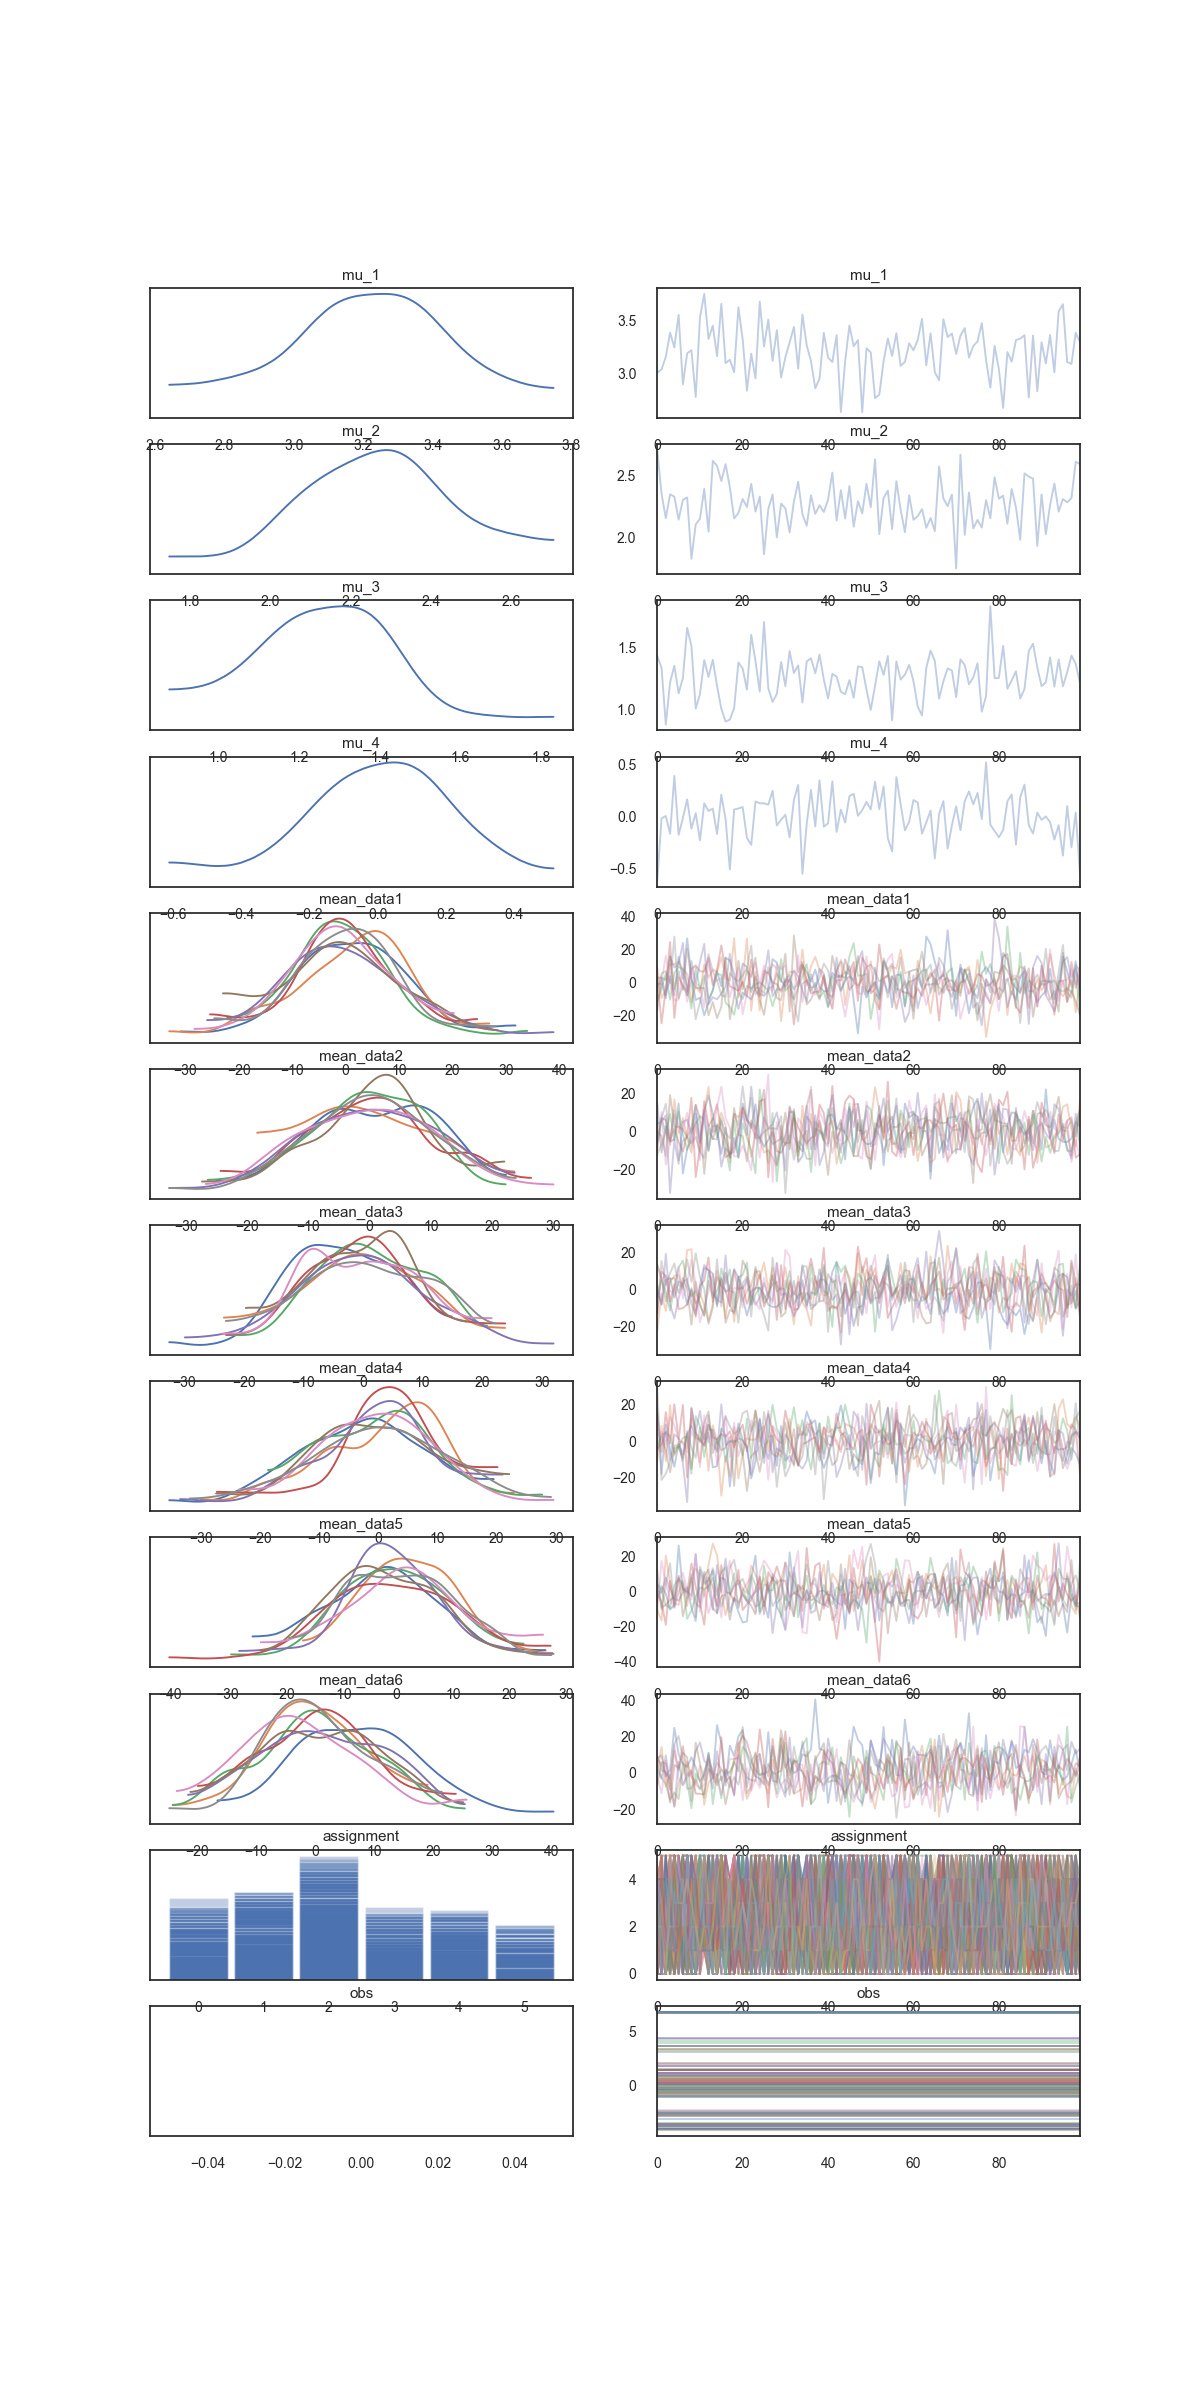 mu_1 mu_1
3.5
3.0
mu_2 mu_2
2.6 2.8 3.0 3.2 3.4 3.6 3.8 0 20 40 60 80
2.5
2.0
mu_3 mu_3
1.8 2.0 2.2 2.4 2.6 0 20 40 60 80
1.5
1.0
mu_4 mu_4
1.0 1.2 1.4 1.6 1.8 0 20 40 60 80
0.5
0.0
−0.5
mean_data1 mean_data1
−0.6 −0.4 −0.2 0.0 0.2 0.4 0 20 40 60 80
40
20
0
−20
mean_data2 mean_data2
−30 −20 −10 0 10 20 30 40 0 20 40 60 80
20
0
−20
mean_data3 mean_data3
−30 −20 −10 0 10 20 30 0 20 40 60 80
20
0
−20
mean_data4 mean_data4
−30 −20 −10 0 10 20 30 0 20 40 60 80
20
0
−20
mean_data5 mean_data5
−30 −20 −10 0 10 20 30 0 20 40 60 80
20
0
−20
−40
mean_data6 mean_data6
−40 −30 −20 −10 0 10 20 30 0 20 40 60 80
40
20
0
−20
assignment assignment
−20 −10 0 10 20 30 40 0 20 40 60 80
4
2
0
obs obs
0 1 2 3 4 5 0 20 40 60 80
5
0
−0.04 −0.02 0.00 0.02 0.04 0 20 40 60 80